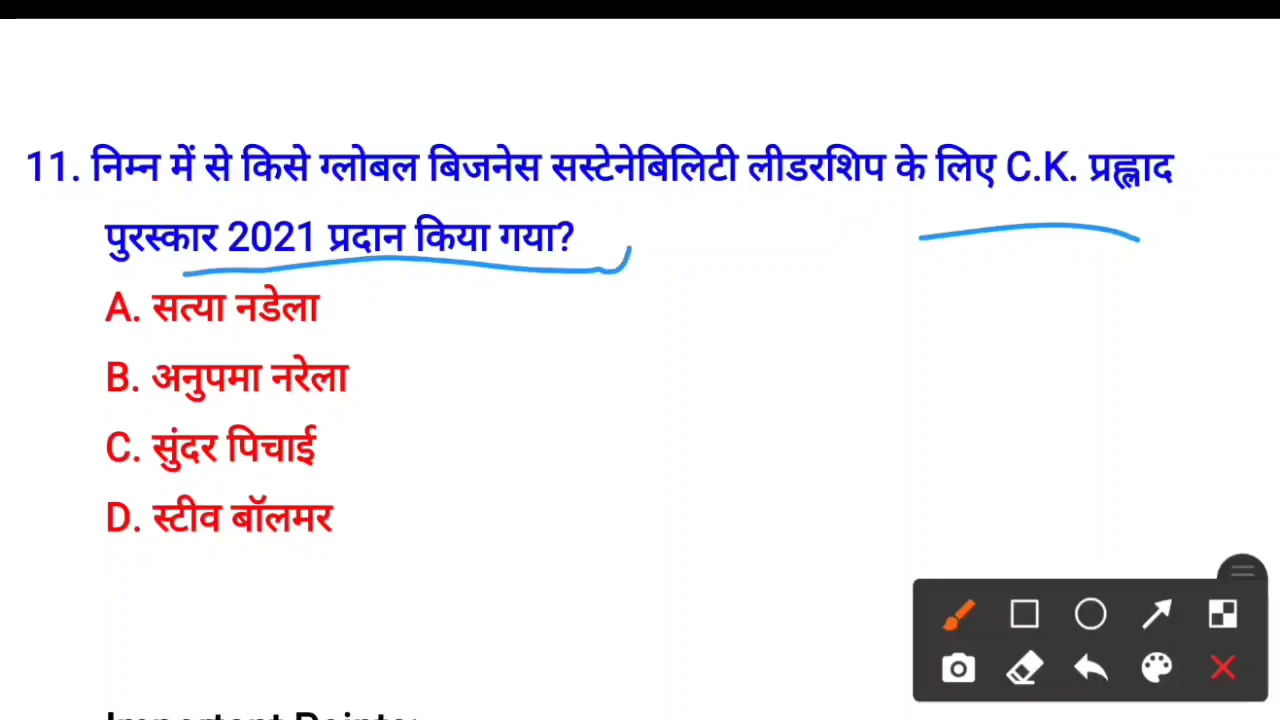 11. निम्न में से किसे ग्लोबल बिजनेस सस्टेनेबिलिटी लीडरशिप के लिए C.K. प्रह्लाद
पुरस्कार 2021 प्रदान किया गया?
A. सत्या नडेला
B. अनुपमा नरेला
C. सुंदर पिचाई
D. स्टीव बॉलमर